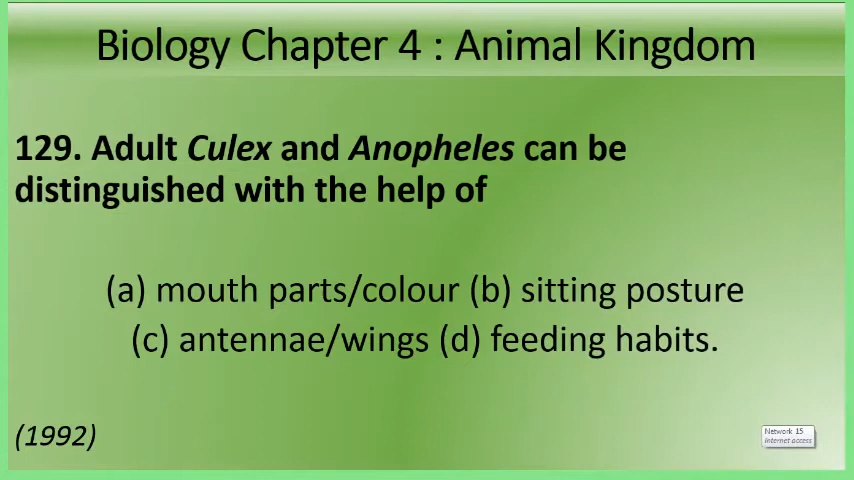 Biology Chapter 4 : Animal Kingdom
129. Adult Culex and Anopheles can be
distinguished with the help of
(a) mouth parts/colour (b) sitting posture
(c) antennae/wings (d) feeding habits.
(1992)
Network 15
Internet access